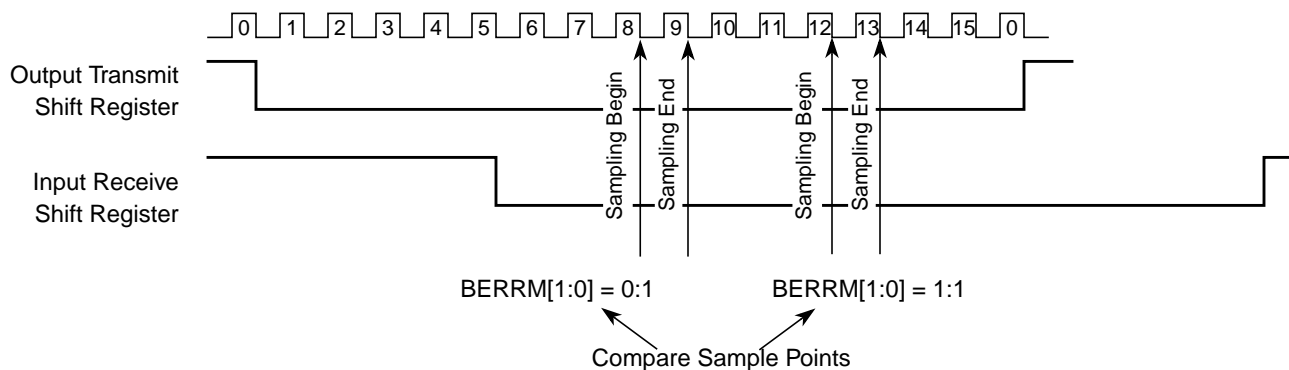 0 1 2 3 4 5 6 7 8 9 10 11 12 13 14 15 0
Output Transmit
Shift Register
Input Receive
Shift Register
Sampling Begin
Sampling End
Sampling Begin
Sampling End
BERRM[1:0] = 0:1
BERRM[1:0] = 1:1
Compare Sample Points